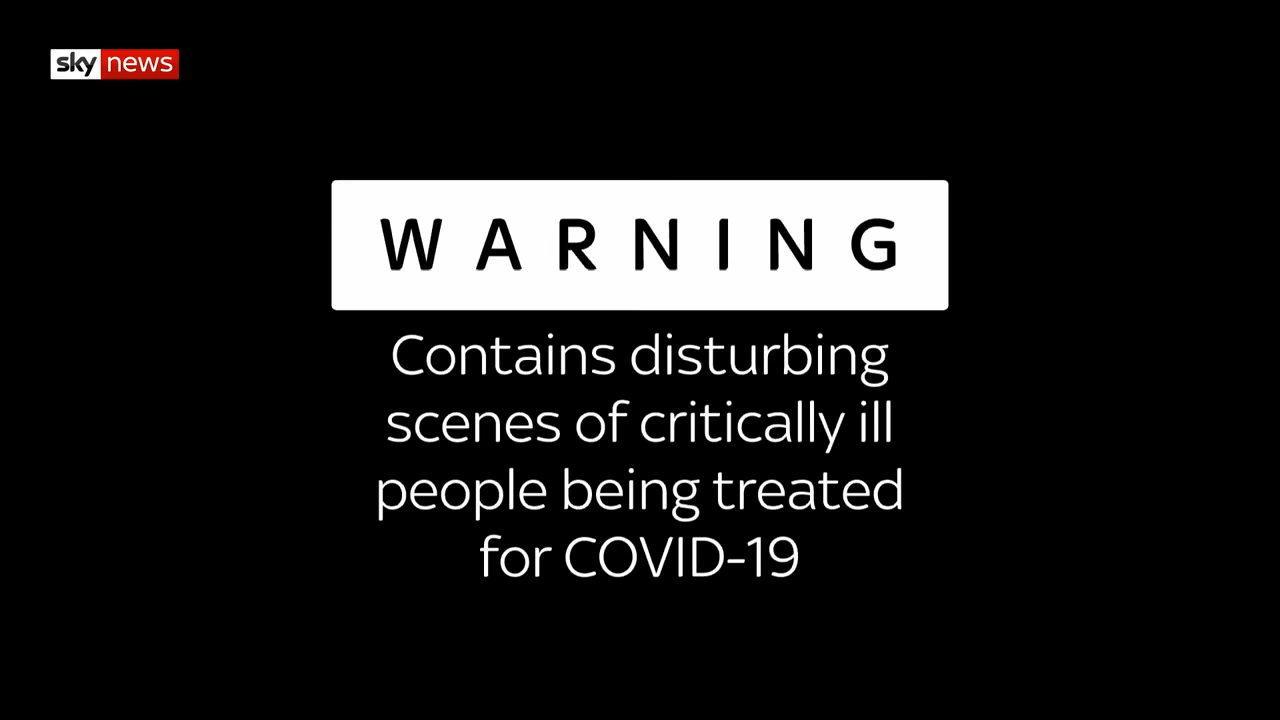 sky news
WARNING
Contains disturbing
scenes of critically ill
people being treated
for COVID-19